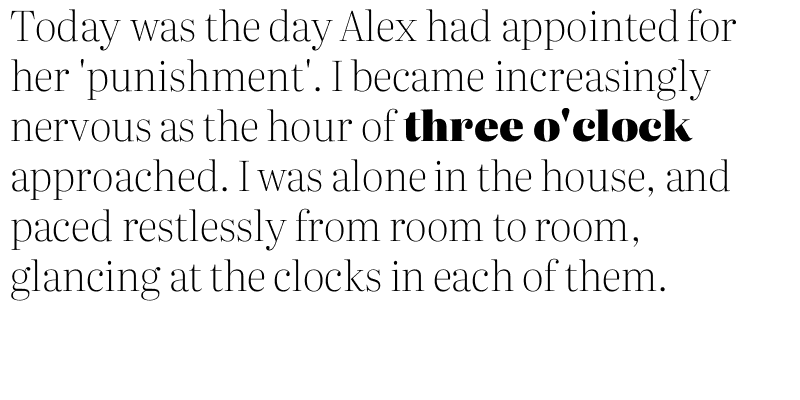 Today was the day Alex had appointed for
her 'punishment'. I became increasingly
nervous as the hour of three o'clock
approached. I was alone in the house, and
paced restlessly from room to room,
glancing at the clocks in each of them.